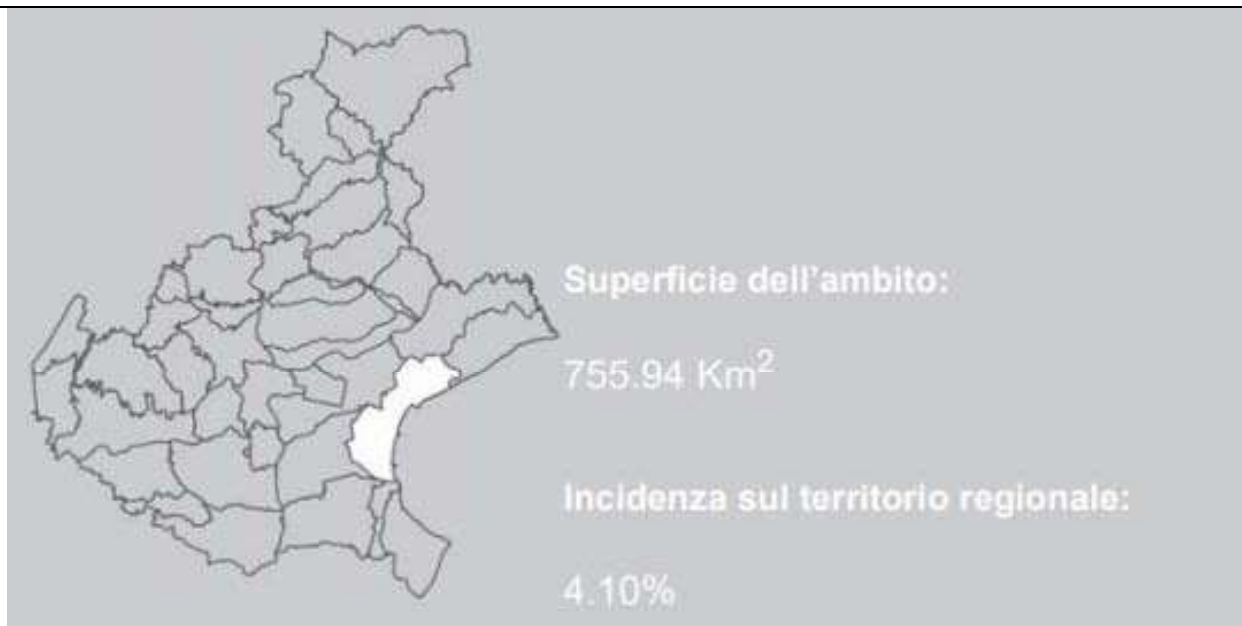 Superficie dell'ambito:
755.94 Km²
Incidenza sul territorio regionale:
4.10%